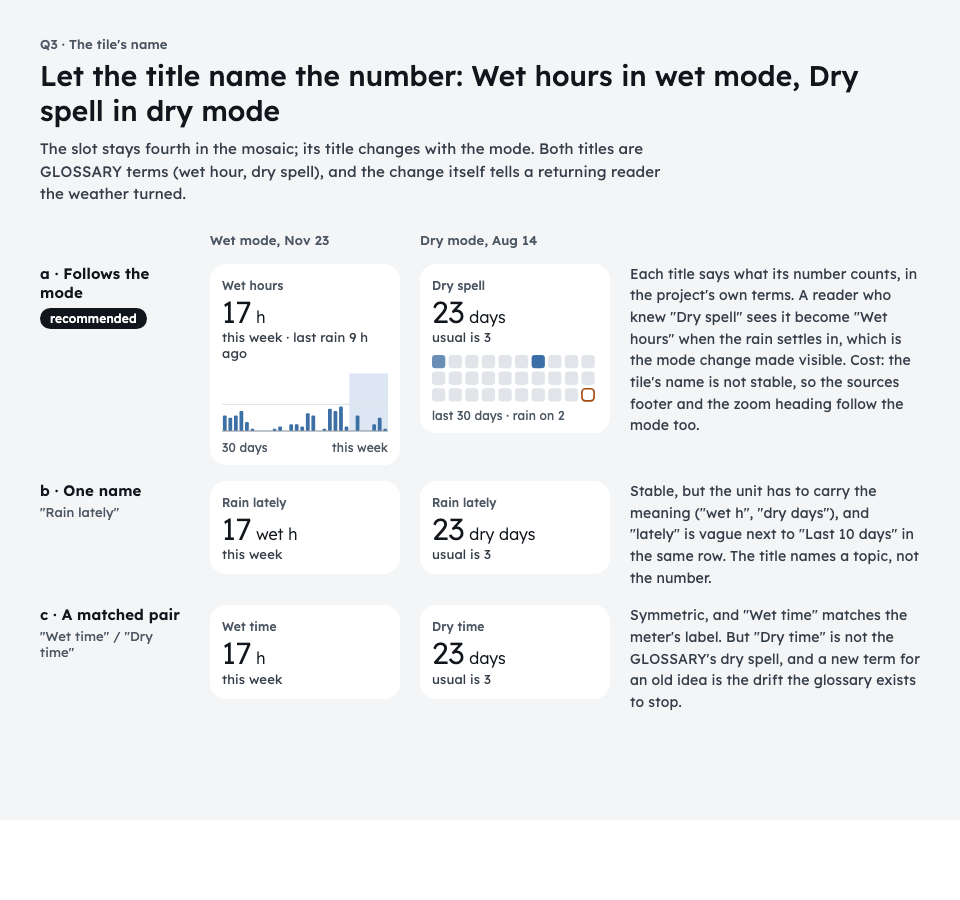 Q3 · The tile's name
Let the title name the number: Wet hours in wet mode, Dry
spell in dry mode
The slot stays fourth in the mosaic; its title changes with the mode. Both titles are
GLOSSARY terms (wet hour, dry spell), and the change itself tells a returning reader
the weather turned.
Wet mode, Nov 23
Dry mode, Aug 14
a · Follows the
mode
recommended
Wet hours
17 h
this week · last rain 9 h
ago
30 days
this week
Dry spell
23 days
usual is 3
last 30 days · rain on 2
Each title says what its number counts, in
the project's own terms. A reader who
knew "Dry spell" sees it become "Wet
hours" when the rain settles in, which is
the mode change made visible. Cost: the
tile's name is not stable, so the sources
footer and the zoom heading follow the
mode too.
b · One name
"Rain lately"
Rain lately
17 wet h
this week
Rain lately
23 dry days
usual is 3
Stable, but the unit has to carry the
meaning ("wet h", "dry days"), and
"lately" is vague next to "Last 10 days" in
the same row. The title names a topic, not
the number.
c · A matched pair
"Wet time" / "Dry
time"
Wet time
17 h
this week
Dry time
23 days
usual is 3
Symmetric, and "Wet time" matches the
meter's label. But "Dry time" is not the
GLOSSARY's dry spell, and a new term for
an old idea is the drift the glossary exists
to stop.